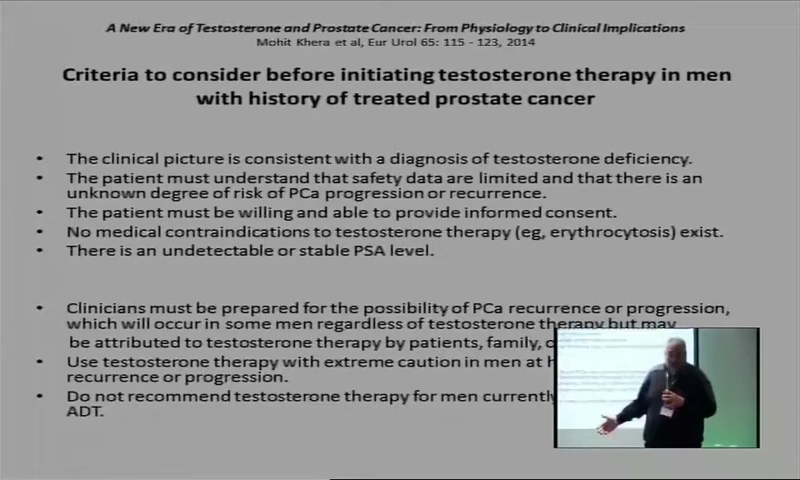 A New Era of Testosterone and Prostate Cancer: From Physiology to Clinical Implications
Mohit Khera et al, Eur Urol 65: 115 - 123, 2014
Criteria to consider before initiating testosterone therapy in men
with history of treated prostate cancer
• The clinical picture is consistent with a diagnosis of testosterone deficiency.
• The patient must understand that safety data are limited and that there is an
unknown degree of risk of PCa progression or recurrence.
• The patient must be willing and able to provide informed consent.
• No medical contraindications to testosterone therapy (eg, erythrocytosis) exist.
• There is an undetectable or stable PSA level.
• Clinicians must be prepared for the possibility of PCa recurrence or progression,
which will occur in some men regardless of testosterone therapy but may
be attributed to testosterone therapy by patients, family,
• Use testosterone therapy with extreme caution in men at
recurrence or progression.
• Do not recommend testosterone therapy for men currently
ADT.